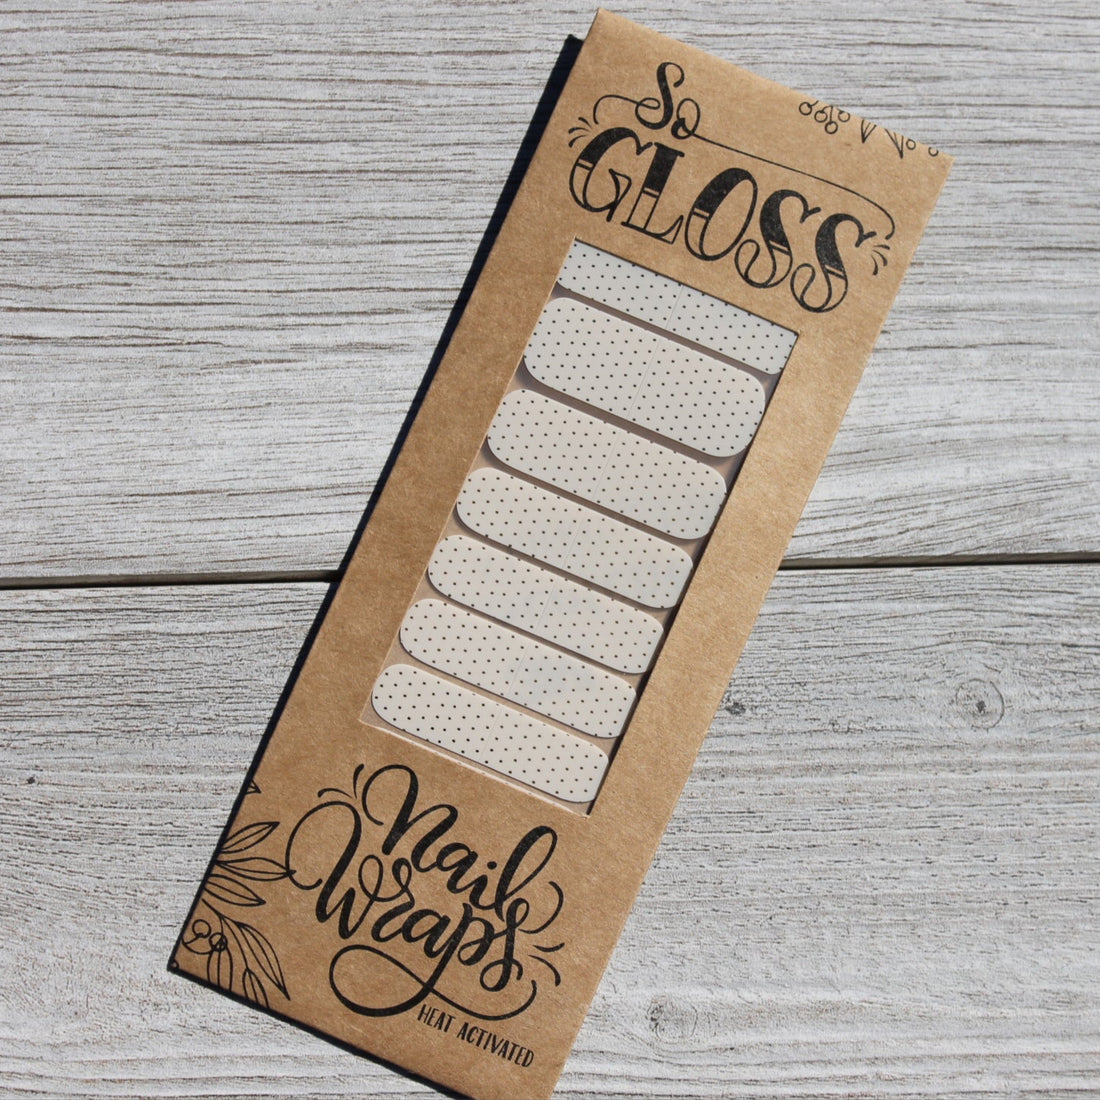 So
GLOSS
Nail
Wraps
HEAT ACTIVATED